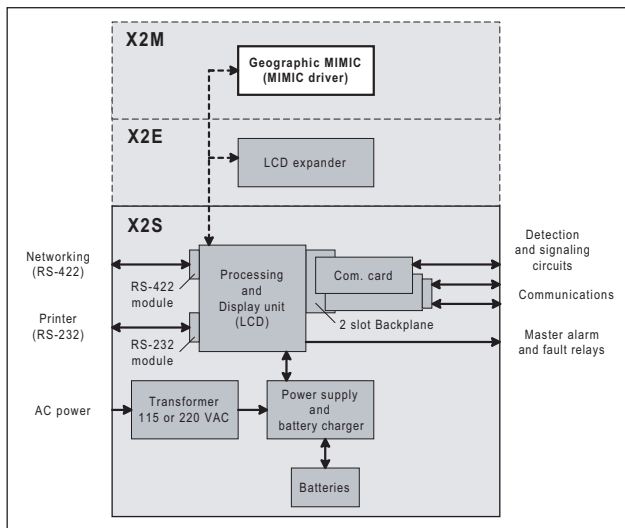 X2M
Geographic MIMIC
(MIMIC driver)
X2E
LCD expander
X2S
Networking
(RS-422)
RS-422
module
Processing
and
Display unit
(LCD)
Com. card
2 slot Backplane
Detection
and signaling
circuits
Communications
Printer
(RS-232)
RS-232
module
Master alarm
and fault relays
AC power
Transformer
115 or 220 VAC
Power supply
and
battery charger
Batteries